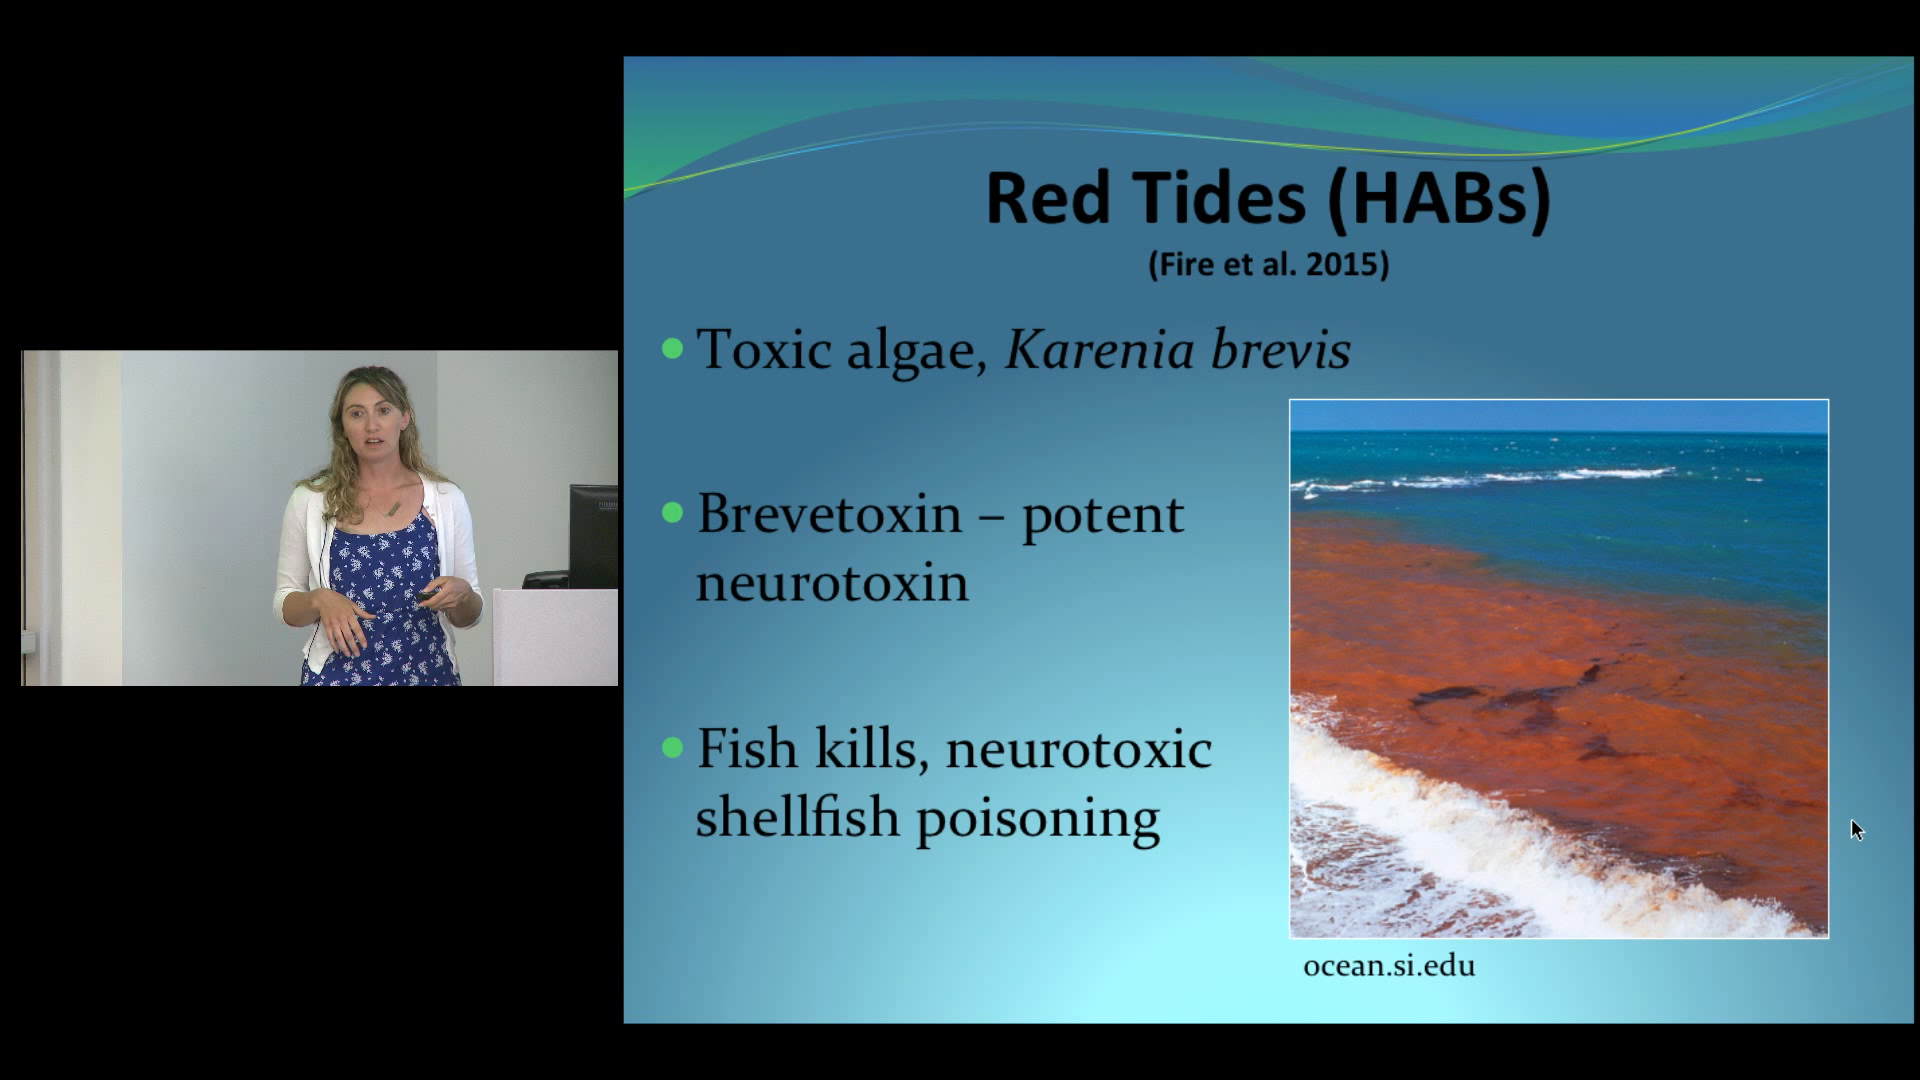 Red Tides (HABs)
(Fire et al. 2015)
Toxic algae, Karenia brevis
Brevetoxin – potent
neurotoxin
Fish kills, neurotoxic
shellfish poisoning
ocean.si.edu